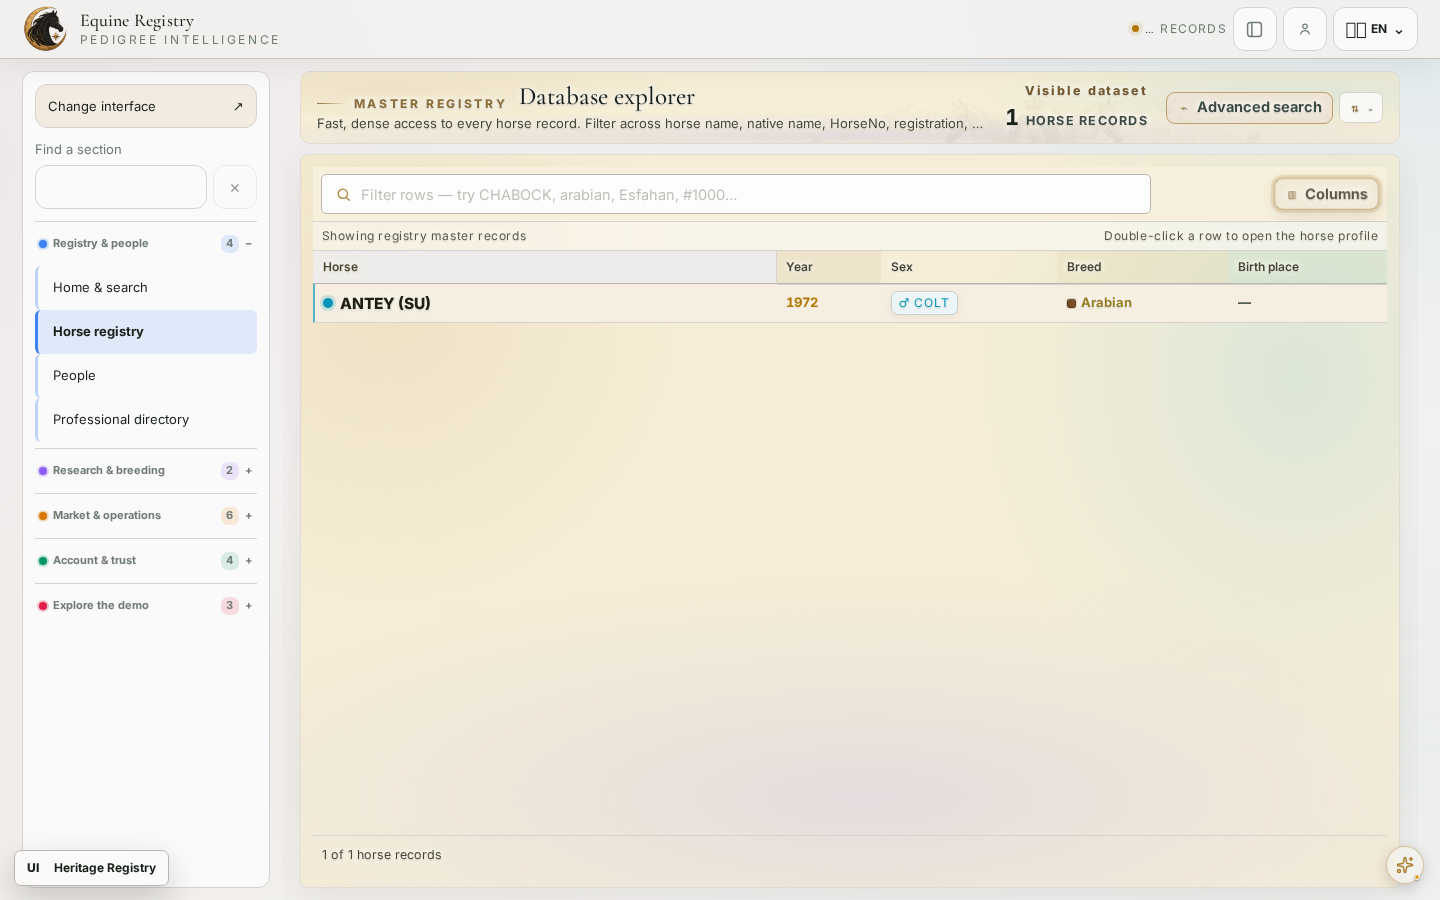 Equine Registry
PEDIGREE INTELLIGENCE
... RECORDS
EN
Change interface ↗
Find a section
×
Registry & people 4 −
Home & search
Horse registry
People
Professional directory
Research & breeding 2 +
Market & operations 6 +
Account & trust 4 +
Explore the demo 3 +
UI Heritage Registry
MASTER REGISTRY Database explorer
Fast, dense access to every horse record. Filter across horse name, native name, HorseNo, registration, ...
Visible dataset
1 HORSE RECORDS
Advanced search
Filter rows — try CHABOCK, arabian, Esfahan, #1000...
Columns
Showing registry master records
Double-click a row to open the horse profile
Horse Year Sex Breed Birth place
ANTEY (SU) 1972 ♂ COLT Arabian —
1 of 1 horse records